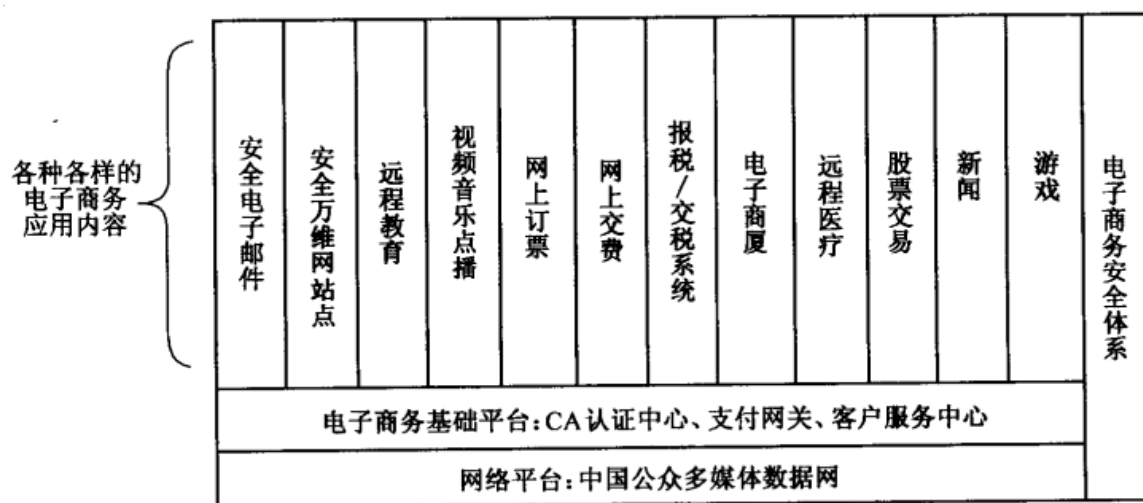 各种各样的
电子商务
应用内容
安全电子邮件
安全万维网站点
远程教育
视频音乐点播
网上订票
网上交费
报税/交税系统
电子商厦
远程医疗
股票交易
新闻
游戏
电子商务安全体系
电子商务基础平台:CA认证中心、支付网关、客户服务中心
网络平台:中国公众多媒体数据网